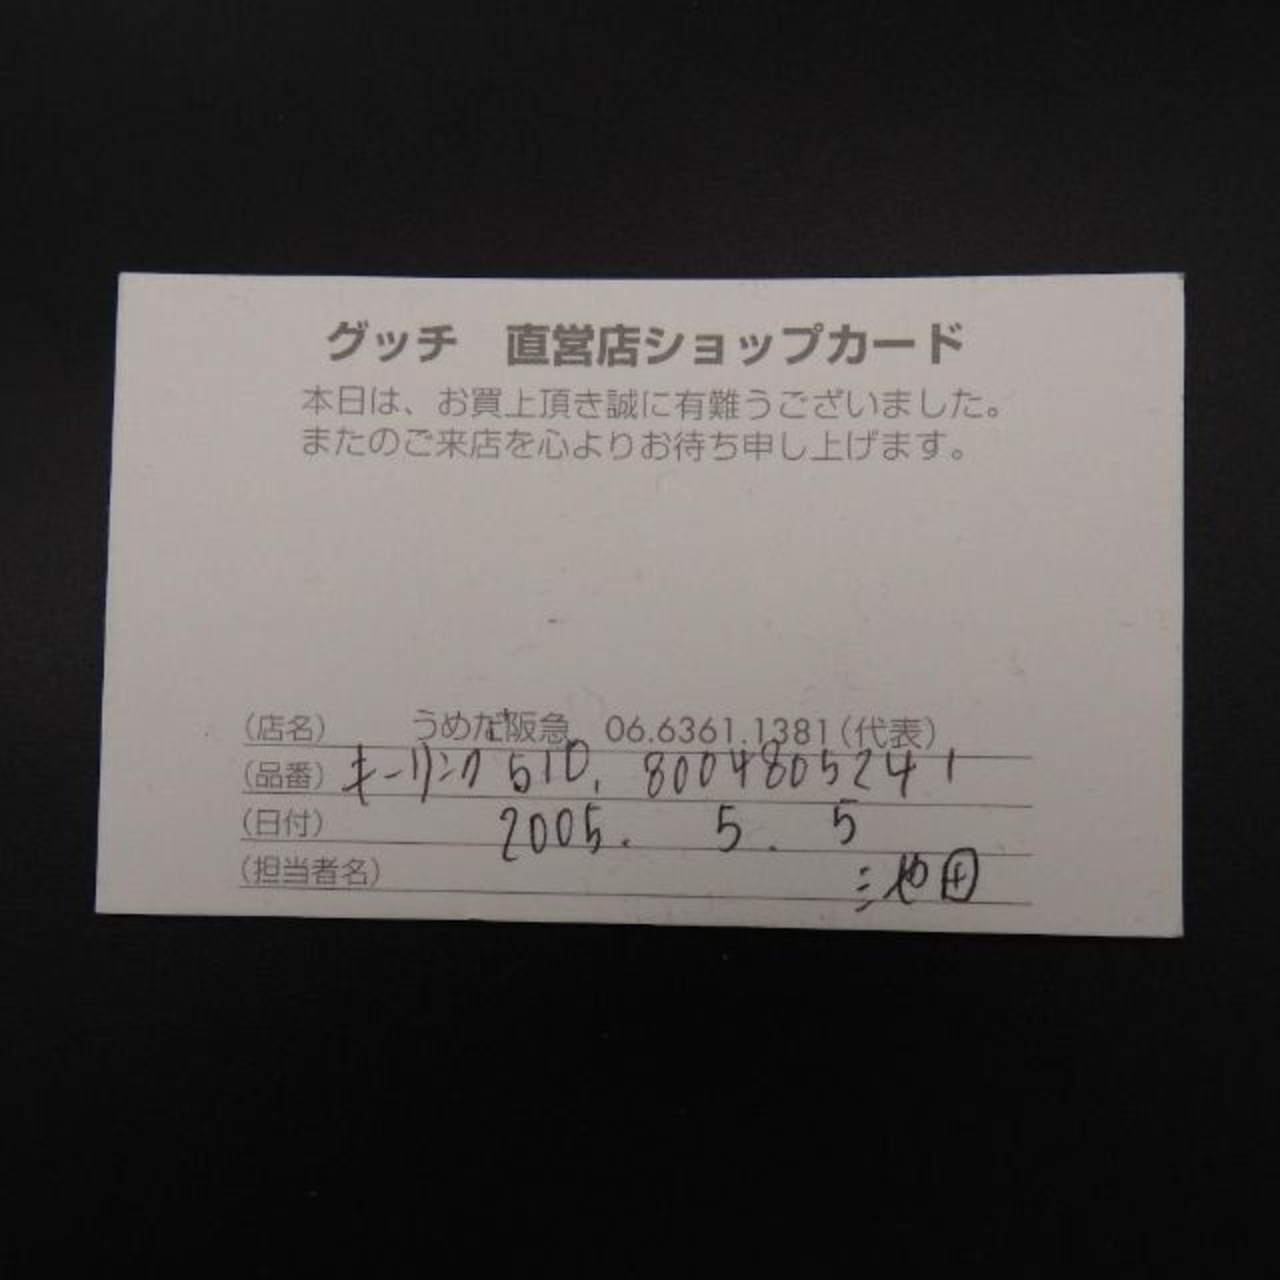 グッチ 直営店ショップカード
本日は、お買上頂き誠に有難うございました。
またのご来店を心よりお待ち申し上げます。
(店名) うめだ阪急 06.6361.1381(代表)
(品番) キーリング 510. 8004805241
(日付) 2005. 5. 5
(担当者名) 池田